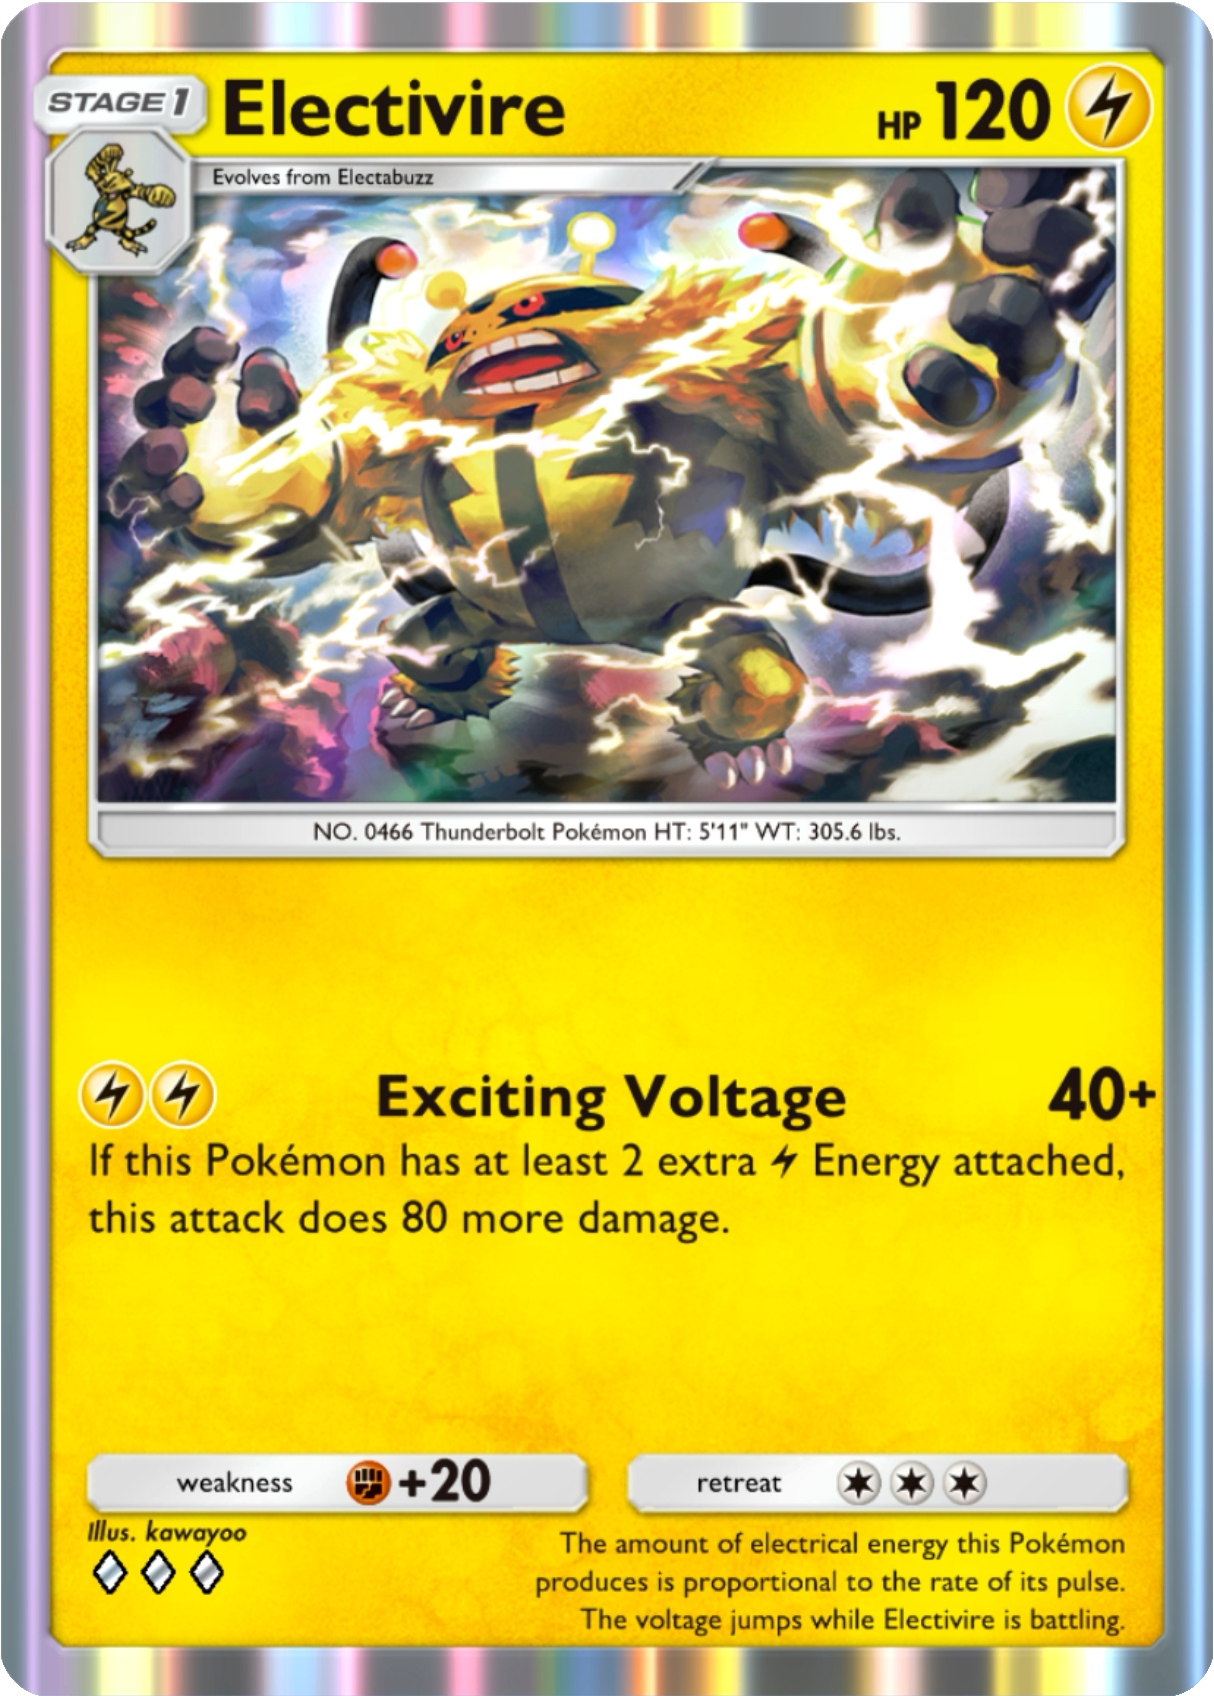 STAGE 1
Electivire
HP 120
Evolves from Electabuzz
NO. 0466 Thunderbolt Pokémon HT: 5'11" WT: 305.6 lbs.
Exciting Voltage 40+
If this Pokémon has at least 2 extra Energy attached,
this attack does 80 more damage.
weakness +20
retreat
Illus. kawayoo
The amount of electrical energy this Pokémon
produces is proportional to the rate of its pulse.
The voltage jumps while Electivire is battling.